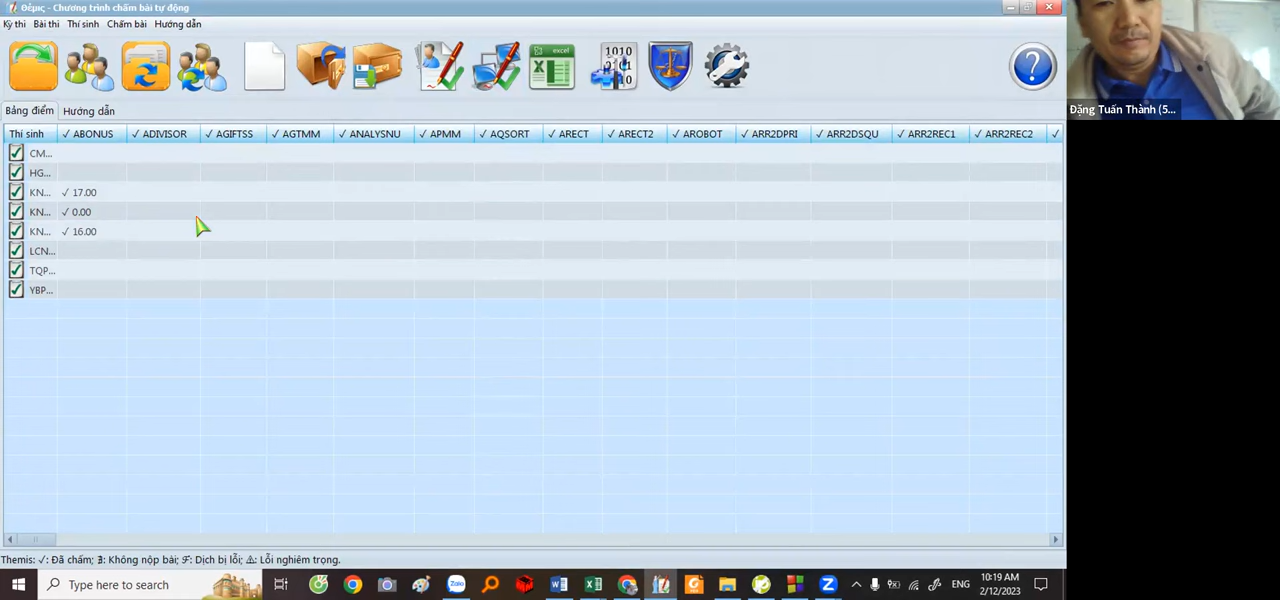 Θέμις - Chương trình chấm bài tự động
Kỳ thi Bài thi Thí sinh Chấm bài Hướng dẫn
excel
1010
Đặng Tuấn Thành (5...
Bảng điểm Hướng dẫn
Thí sinh ✓ ABONUS ✓ ADIVISOR ✓ AGIFTSS ✓ AGTMM ✓ ANALYSNU ✓ APMM ✓ AQSORT ✓ ARECT ✓ ARECT2 ✓ AROBOT ✓ ARR2DPRI ✓ ARR2DSQU ✓ ARR2REC1 ✓ ARR2REC2 ✓
CM...
HG...
KN... ✓ 17.00
KN... ✓ 0.00
KN... ✓ 16.00
LCN...
TQP...
YBP...
Themis: ✓: Đã chấm; ∃: Không nộp bài; Ϝ: Dịch bị lỗi; ⚠: Lỗi nghiêm trọng.
Type here to search
Zalo
ENG
10:19 AM
2/12/2023